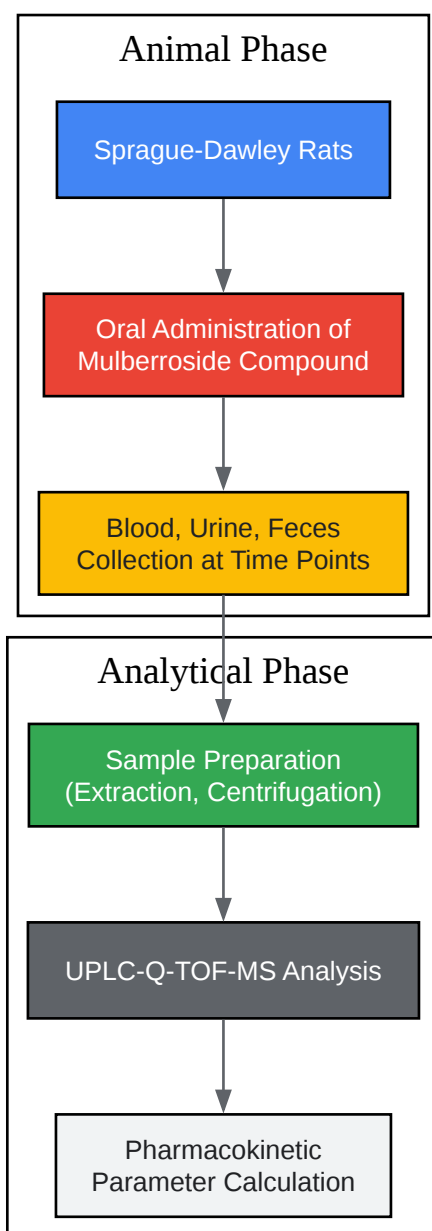 Animal Phase
Sprague-Dawley Rats
Oral Administration of
Mulberroside Compound
Blood, Urine, Feces
Collection at Time Points
Analytical Phase
Sample Preparation
(Extraction, Centrifugation)
UPLC-Q-TOF-MS Analysis
Pharmacokinetic
Parameter Calculation